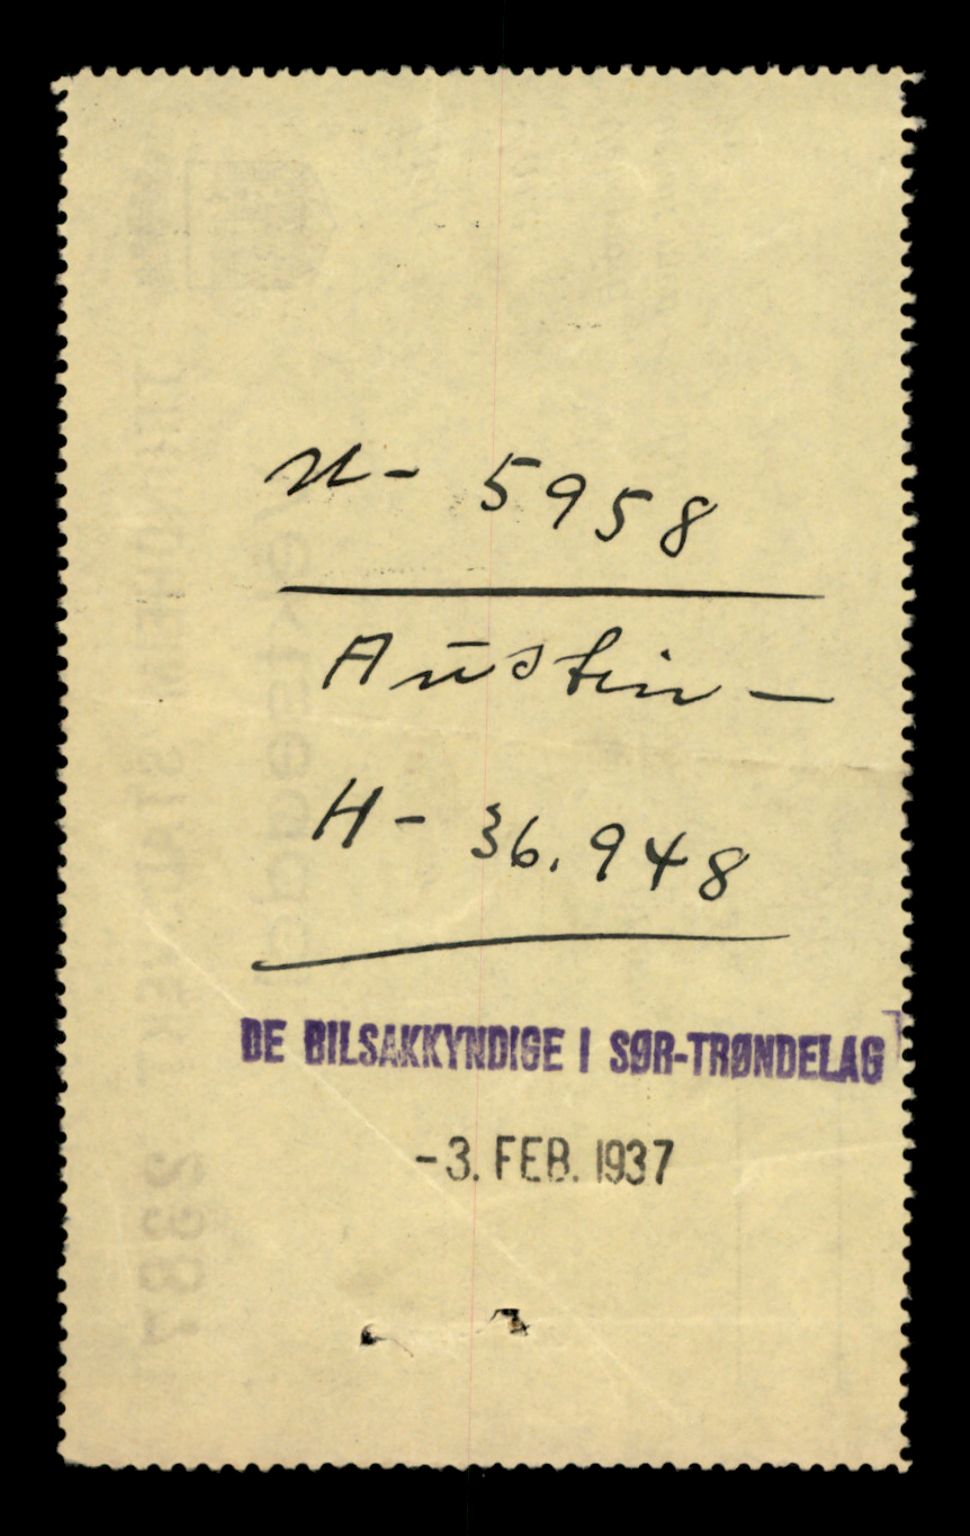 U- 5958
Austin —
H- 36.948
DE BILSAKKYNDIGE I SØR-TRØNDELAG
-3. FEB. 1937